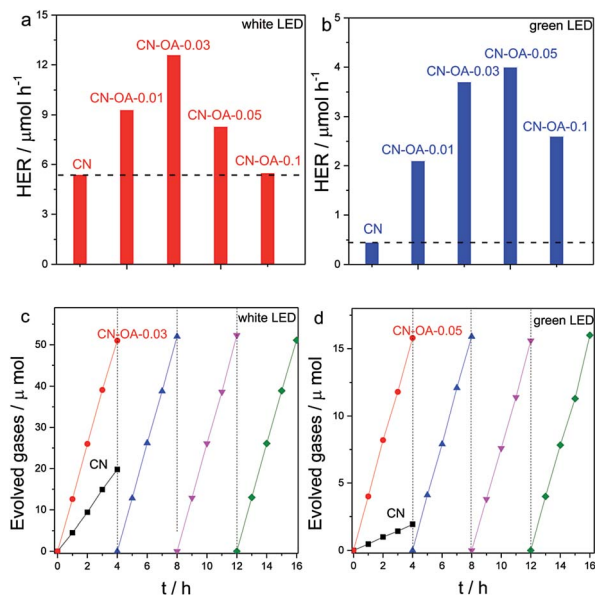 a
white LED
15
12
9
6
3
0
HER / μmol h⁻¹
CN
CN-OA-0.01
CN-OA-0.03
CN-OA-0.05
CN-OA-0.1
b
green LED
5
4
3
2
1
0
HER / μmol h⁻¹
CN
CN-OA-0.01
CN-OA-0.03
CN-OA-0.05
CN-OA-0.1
c
white LED
50
40
30
20
10
0
Evolved gases / μ mol
CN-OA-0.03
CN
0 2 4 6 8 10 12 14 16
t / h
d
green LED
15
10
5
0
Evolved gases / μ mol
CN-OA-0.05
CN
0 2 4 6 8 10 12 14 16
t / h